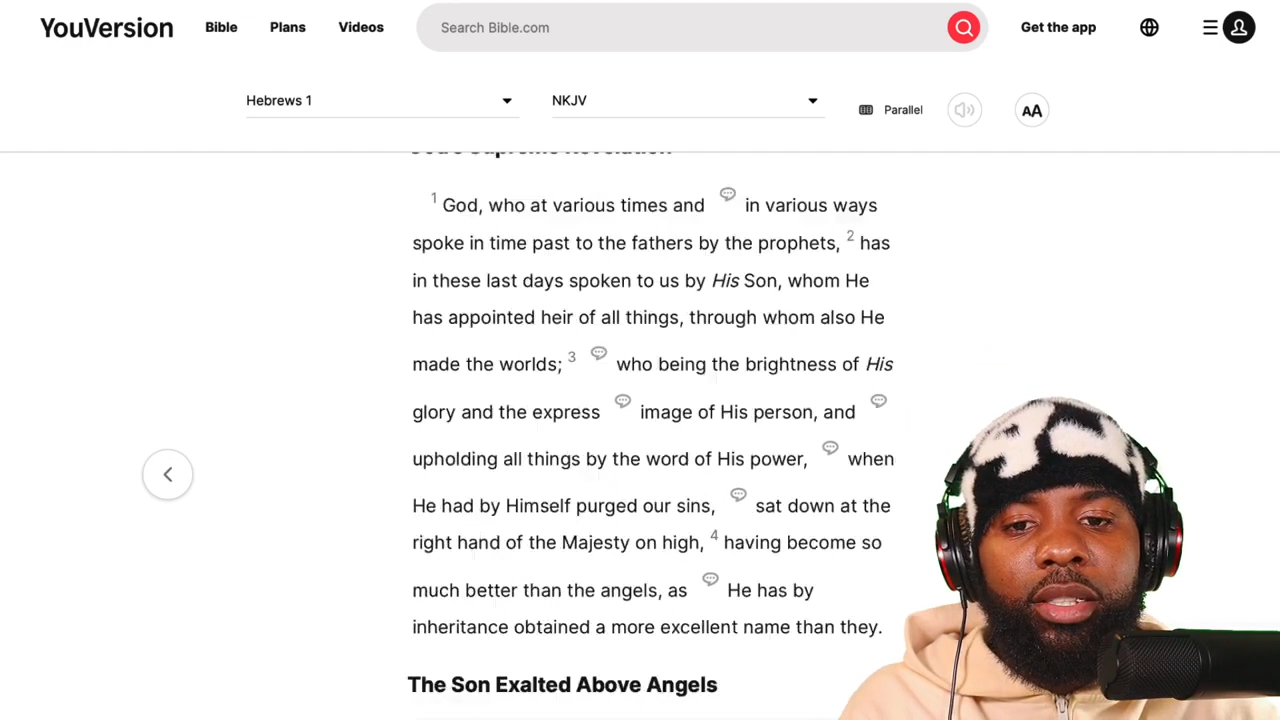 YouVersion Bible Plans Videos Search Bible.com Get the app
Hebrews 1 NKJV Parallel AA
God's Supreme Revelation
1 God, who at various times and in various ways
spoke in time past to the fathers by the prophets, 2 has
in these last days spoken to us by His Son, whom He
has appointed heir of all things, through whom also He
made the worlds; 3 who being the brightness of His
glory and the express image of His person, and
upholding all things by the word of His power, when
He had by Himself purged our sins, sat down at the
right hand of the Majesty on high, 4 having become so
much better than the angels, as He has by
inheritance obtained a more excellent name than they.
The Son Exalted Above Angels